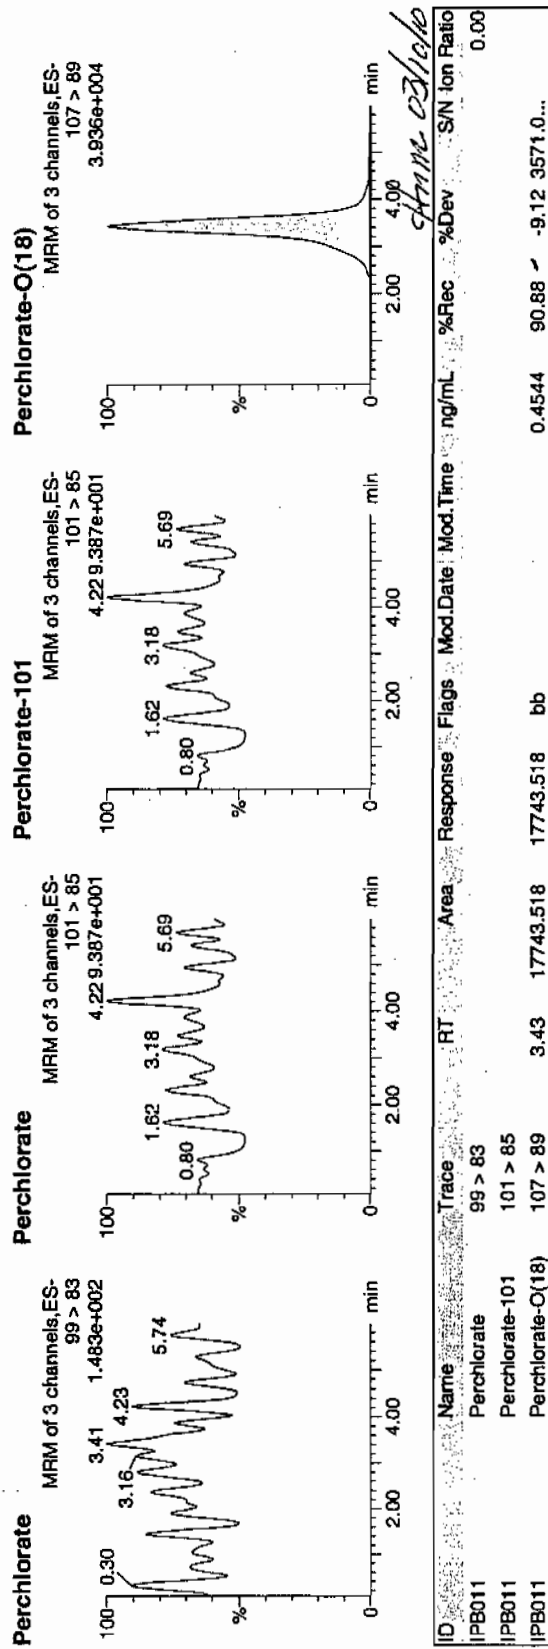 Perchlorate
MRM of 3 channels,ES-
99 > 83
1.483e+002
100
%
0
0.30
3.16
3.41
4.23
5.74
2.00
4.00
min
Perchlorate
MRM of 3 channels,ES-
101 > 85
9.387e+001
100
%
0
0.80
1.62
3.18
4.22
5.69
2.00
4.00
min
Perchlorate-101
MRM of 3 channels,ES-
101 > 85
9.387e+001
100
%
0
0.80
1.62
3.18
4.22
5.69
2.00
4.00
min
Perchlorate-O(18)
MRM of 3 channels,ES-
107 > 89
3.936e+004
100
%
0
2.00
4.00
min
03/10/10
ID Name Trace RT Area Response Flags Mod.Date Mod.Time ng/mL %Rec %Dev S/N Ion Ratio
IPB011 Perchlorate 99 > 83 0.00
IPB011 Perchlorate-101 101 > 85
IPB011 Perchlorate-O(18) 107 > 89 3.43 17743.518 17743.518 bb 0.4544 90.88 -9.12 3571.0...